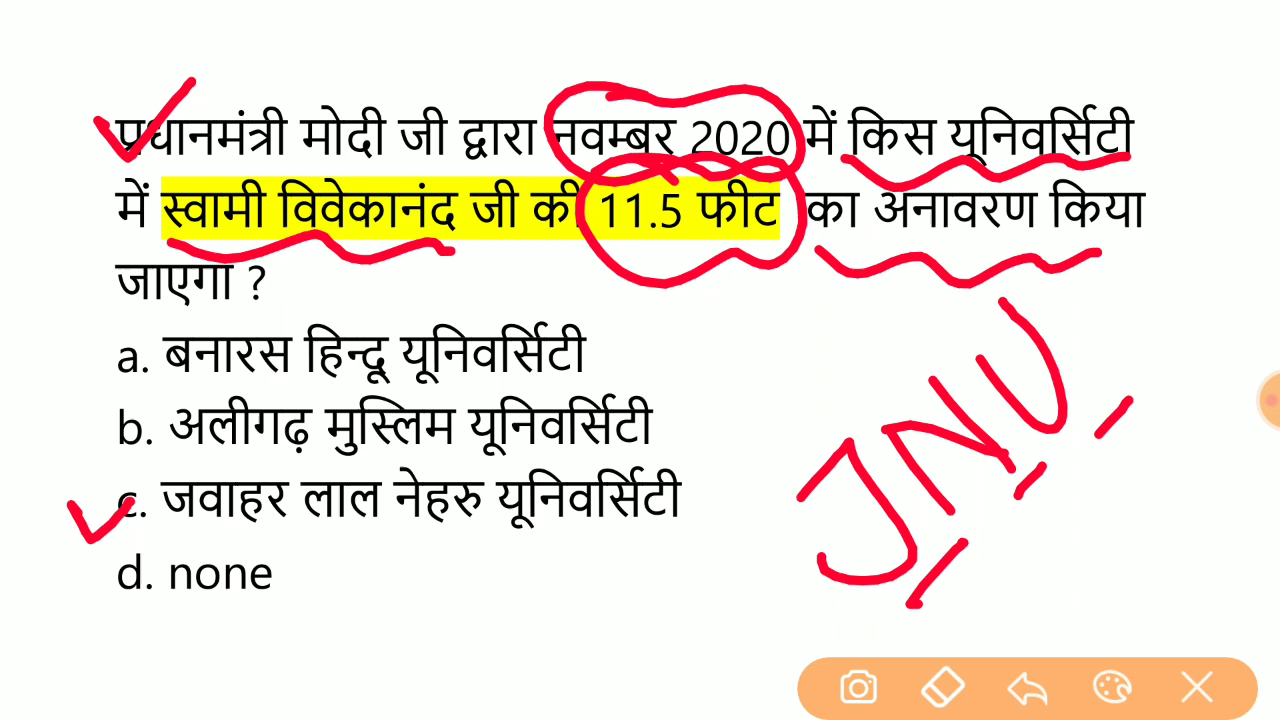 प्रधानमंत्री मोदी जी द्वारा नवम्बर 2020 में किस यूनिवर्सिटी
में स्वामी विवेकानंद जी की 11.5 फीट का अनावरण किया
जाएगा ?
a. बनारस हिन्दू यूनिवर्सिटी
b. अलीगढ़ मुस्लिम यूनिवर्सिटी
c. जवाहर लाल नेहरु यूनिवर्सिटी
d. none
J.N.U.